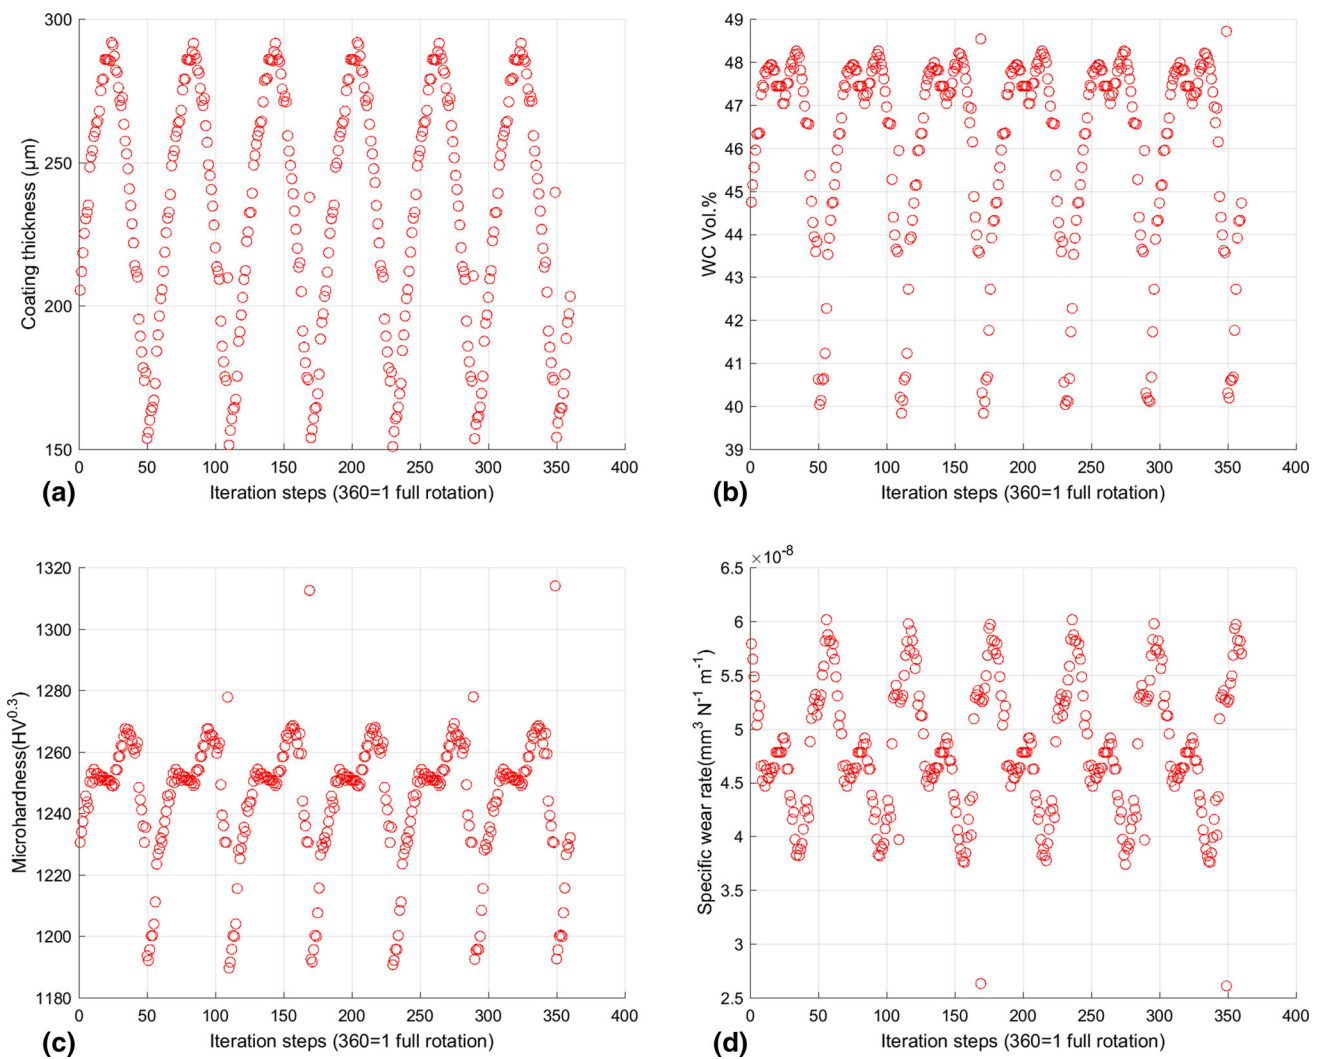 300
250
200
150
0 50 100 150 200 250 300 350 400
Coating thickness (μm)
Iteration steps (360=1 full rotation)
(a)
49
48
47
46
45
44
43
42
41
40
39
0 50 100 150 200 250 300 350 400
WC Vol.%
Iteration steps (360=1 full rotation)
(b)
1320
1300
1280
1260
1240
1220
1200
1180
0 50 100 150 200 250 300 350 400
Microhardness(HV^0.3)
Iteration steps (360=1 full rotation)
(c)
×10^-8
6.5
6
5.5
5
4.5
4
3.5
3
2.5
0 50 100 150 200 250 300 350 400
Specific wear rate(mm^3 N^-1 m^-1)
Iteration steps (360=1 full rotation)
(d)